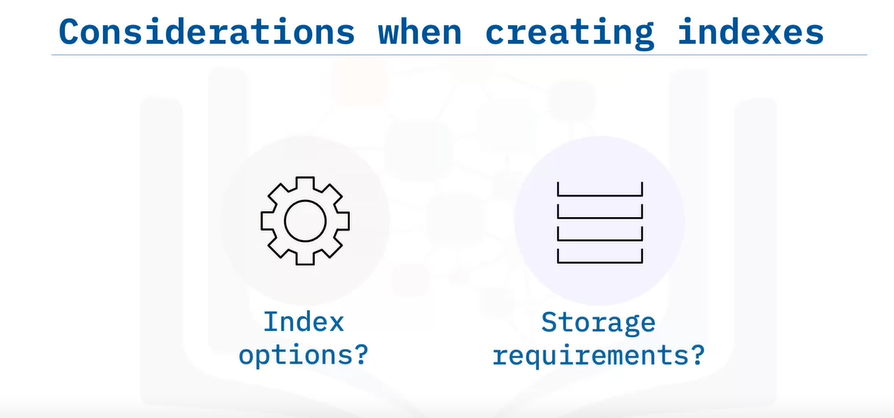 Considerations when creating indexes
Index
options?
Storage
requirements?